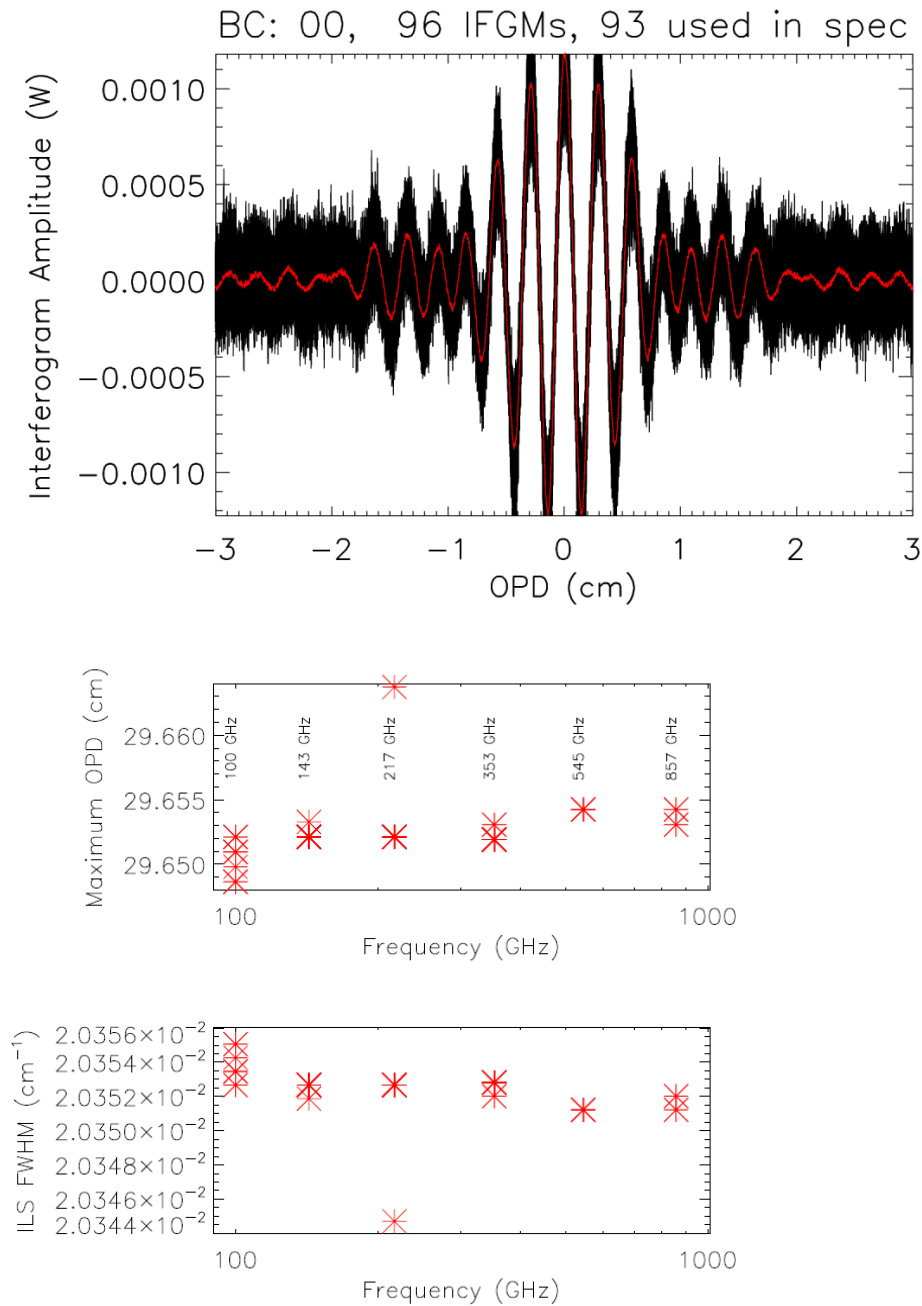 BC: 00, 96 IFGMs, 93 used in spec
Interferogram Amplitude (W)
0.0010
0.0005
0.0000
−0.0005
−0.0010
−3 −2 −1 0 1 2 3
OPD (cm)
Maximum OPD (cm)
29.660
29.655
29.650
100 GHz
143 GHz
217 GHz
353 GHz
545 GHz
857 GHz
100 1000
Frequency (GHz)
ILS FWHM (cm⁻¹)
2.0356×10⁻²
2.0354×10⁻²
2.0352×10⁻²
2.0350×10⁻²
2.0348×10⁻²
2.0346×10⁻²
2.0344×10⁻²
100 1000
Frequency (GHz)